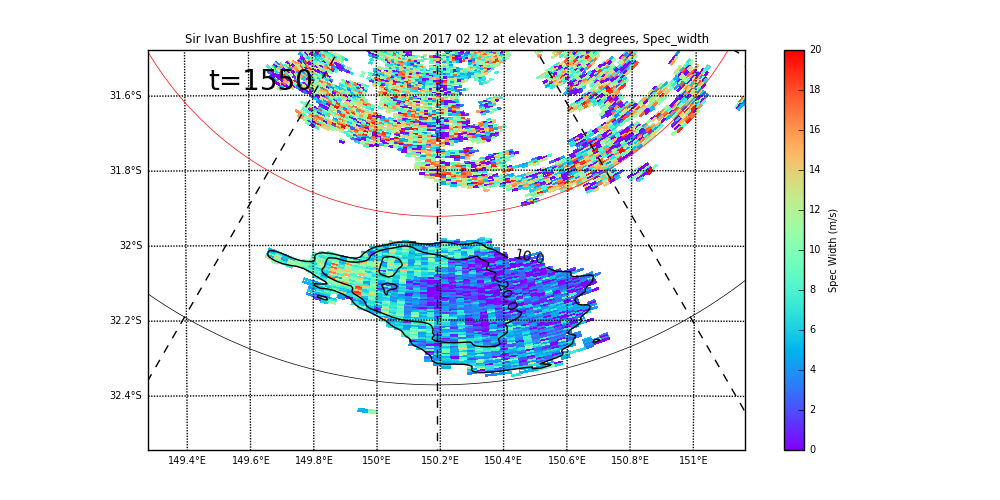 Sir Ivan Bushfire at 15:50 Local Time on 2017 02 12 at elevation 1.3 degrees, Spec_width
t=1550
31.6°S
31.8°S
32°S
32.2°S
32.4°S
149.4°E 149.6°E 149.8°E 150°E 150.2°E 150.4°E 150.6°E 150.8°E 151°E
10.0
20
18
16
14
12
10
8
6
4
2
0
Spec Width (m/s)